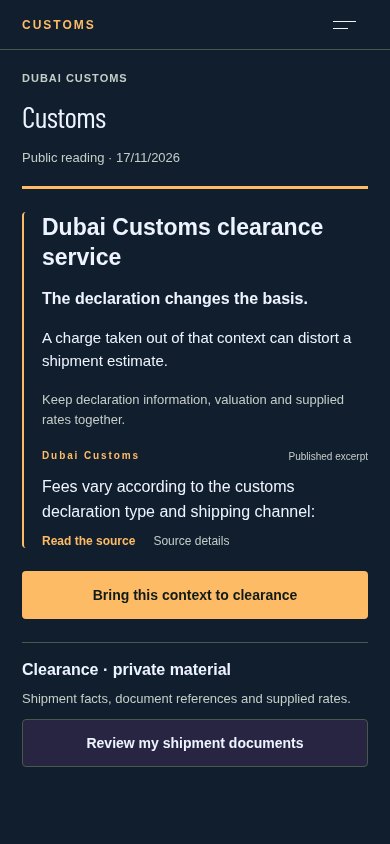 CUSTOMS
DUBAI CUSTOMS
Customs
Public reading · 17/11/2026
Dubai Customs clearance
service
The declaration changes the basis.
A charge taken out of that context can distort a
shipment estimate.
Keep declaration information, valuation and supplied
rates together.
Dubai Customs
Published excerpt
Fees vary according to the customs
declaration type and shipping channel:
Read the source Source details
Bring this context to clearance
Clearance · private material
Shipment facts, document references and supplied rates.
Review my shipment documents